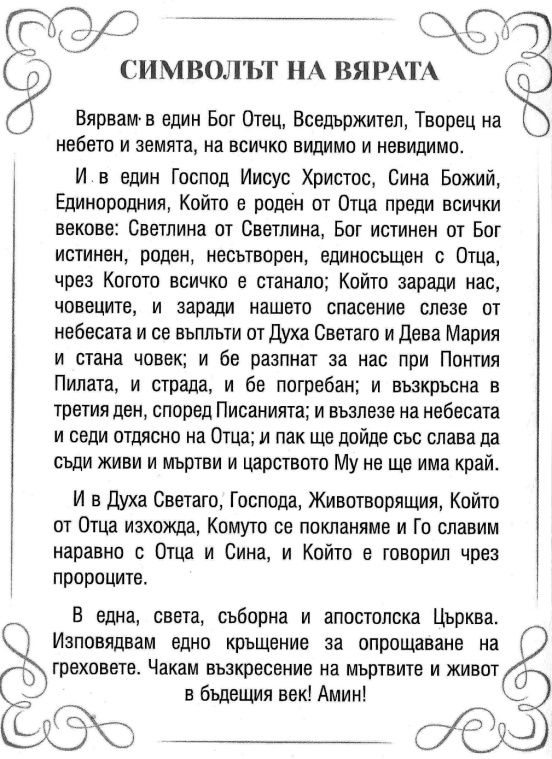 СИМВОЛЪТ НА ВЯРАТА
Вярвам в един Бог Отец, Вседържител, Творец на
небето и земята, на всичко видимо и невидимо.
И в един Господ Иисус Христос, Сина Божий,
Единородния, Който е роден от Отца преди всички
векове: Светлина от Светлина, Бог истинен от Бог
истинен, роден, несътворен, единосъщен с Отца,
чрез Когото всичко е станало; Който заради нас,
човеците, и заради нашето спасение слезе от
небесата и се въплъти от Духа Светаго и Дева Мария
и стана човек; и бе разпнат за нас при Понтия
Пилата, и страда, и бе погребан; и възкръсна в
третия ден, според Писанията; и възлезе на небесата
и седи отдясно на Отца; и пак ще дойде със слава да
съди живи и мъртви и царството Му не ще има край.
И в Духа Светаго, Господа, Животворящия, Който
от Отца изхожда, Комуто се покланяме и Го славим
наравно с Отца и Сина, и Който е говорил чрез
пророците.
В една, света, съборна и апостолска Църква.
Изповядвам едно кръщение за опрощаване на
греховете. Чакам възкресение на мъртвите и живот
в бъдещия век! Амин!